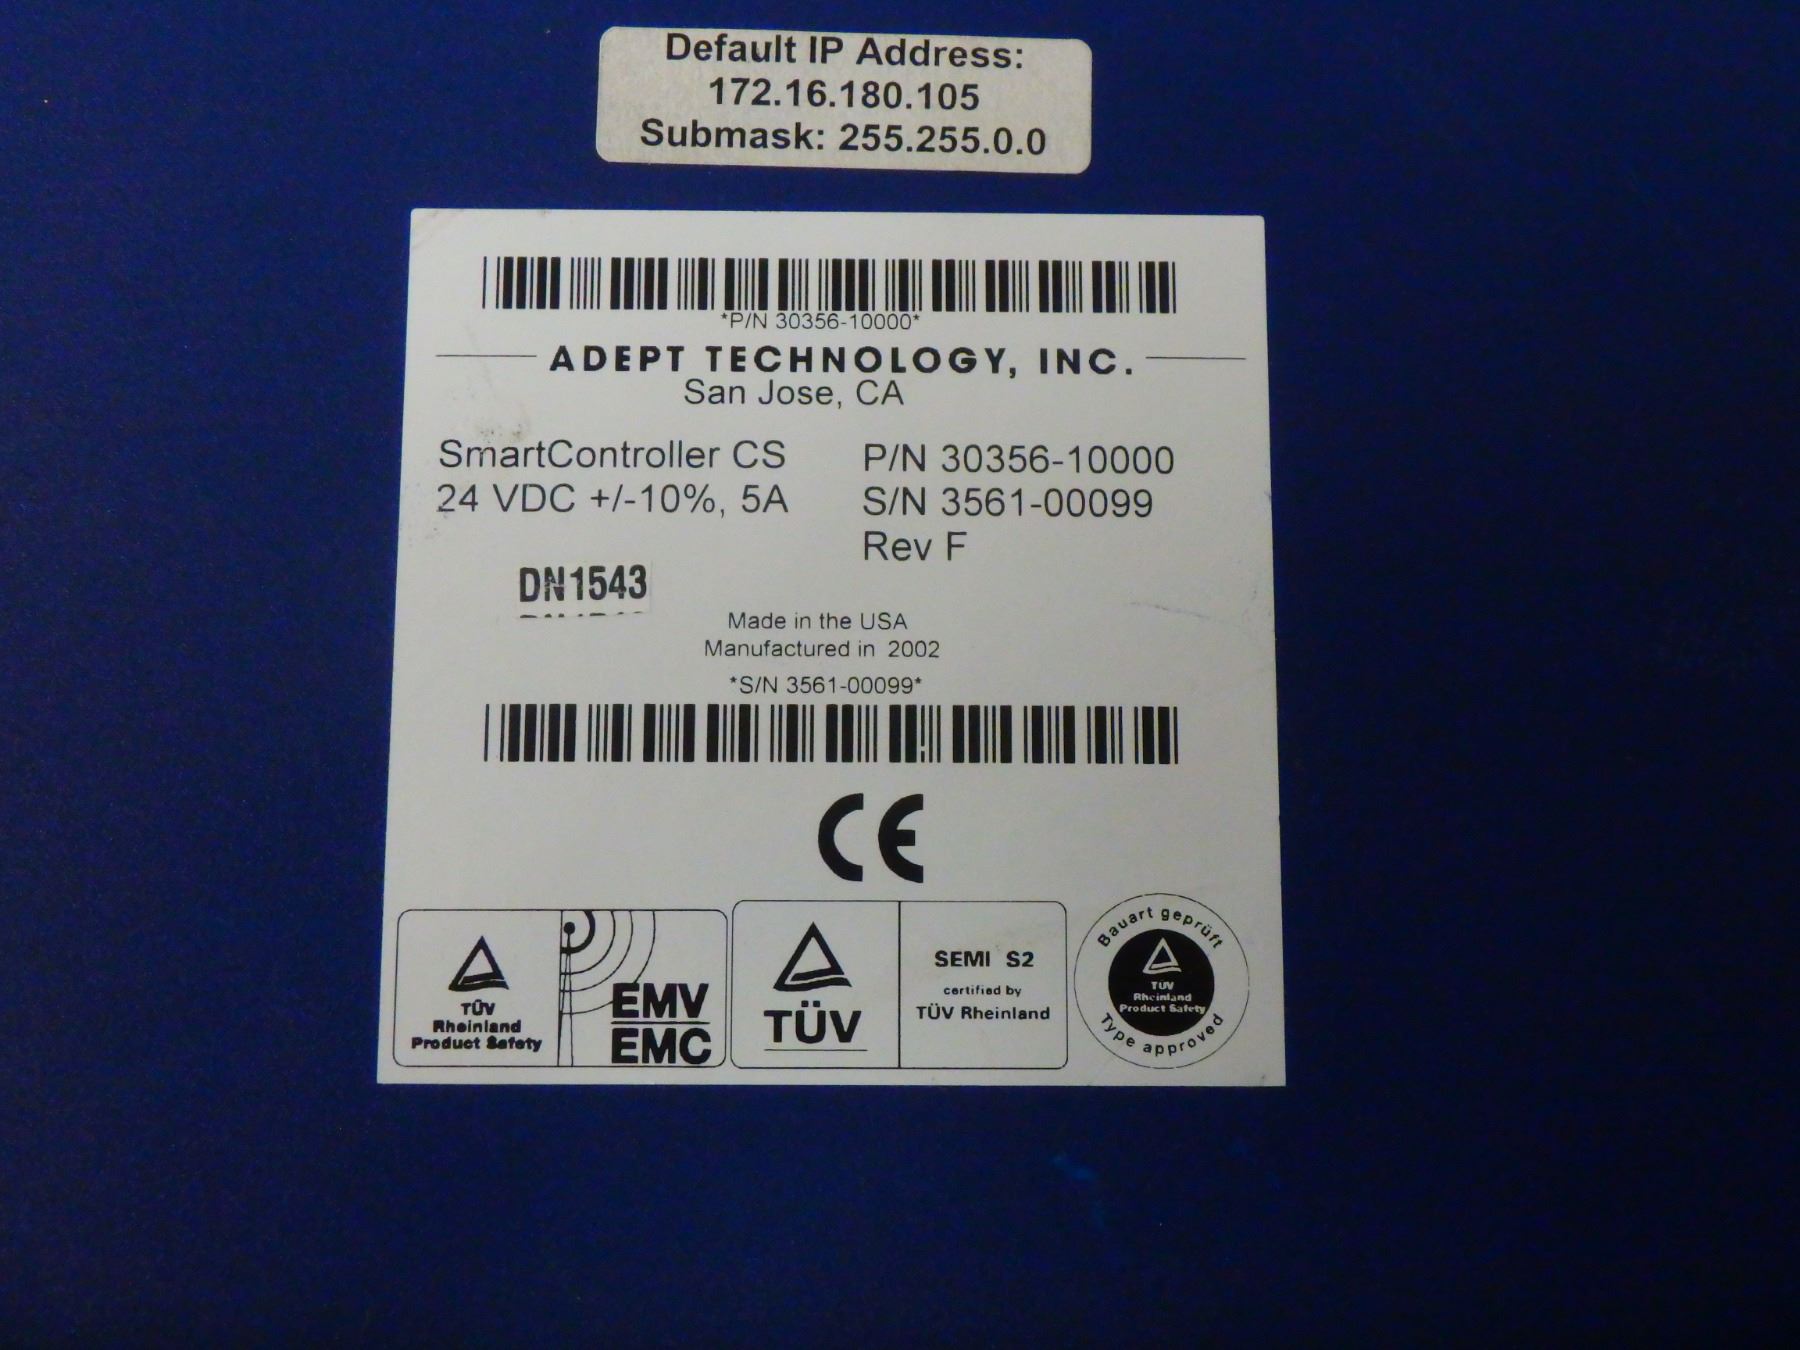 Default IP Address:
172.16.180.105
Submask: 255.255.0.0
*P/N 30356-10000*
ADEPT TECHNOLOGY, INC.
San Jose, CA
SmartController CS
24 VDC +/-10%, 5A
P/N 30356-10000
S/N 3561-00099
Rev F
DN1543
Made in the USA
Manufactured in 2002
*S/N 3561-00099*
CE
TÜV
Rheinland
Product Safety
EMV
EMC
TÜV
SEMI S2
certified by
TÜV Rheinland
Bauart geprüft
TÜV
Rheinland
Product Safety
Type approved